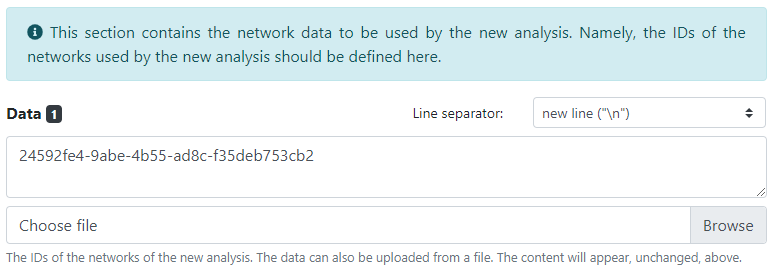 This section contains the network data to be used by the new analysis. Namely, the IDs of the
networks used by the new analysis should be defined here.
Data 1 Line separator: new line ("\n")
24592fe4-9abe-4b55-ad8c-f35deb753cb2
Choose file Browse
The IDs of the networks of the new analysis. The data can also be uploaded from a file. The content will appear, unchanged, above.